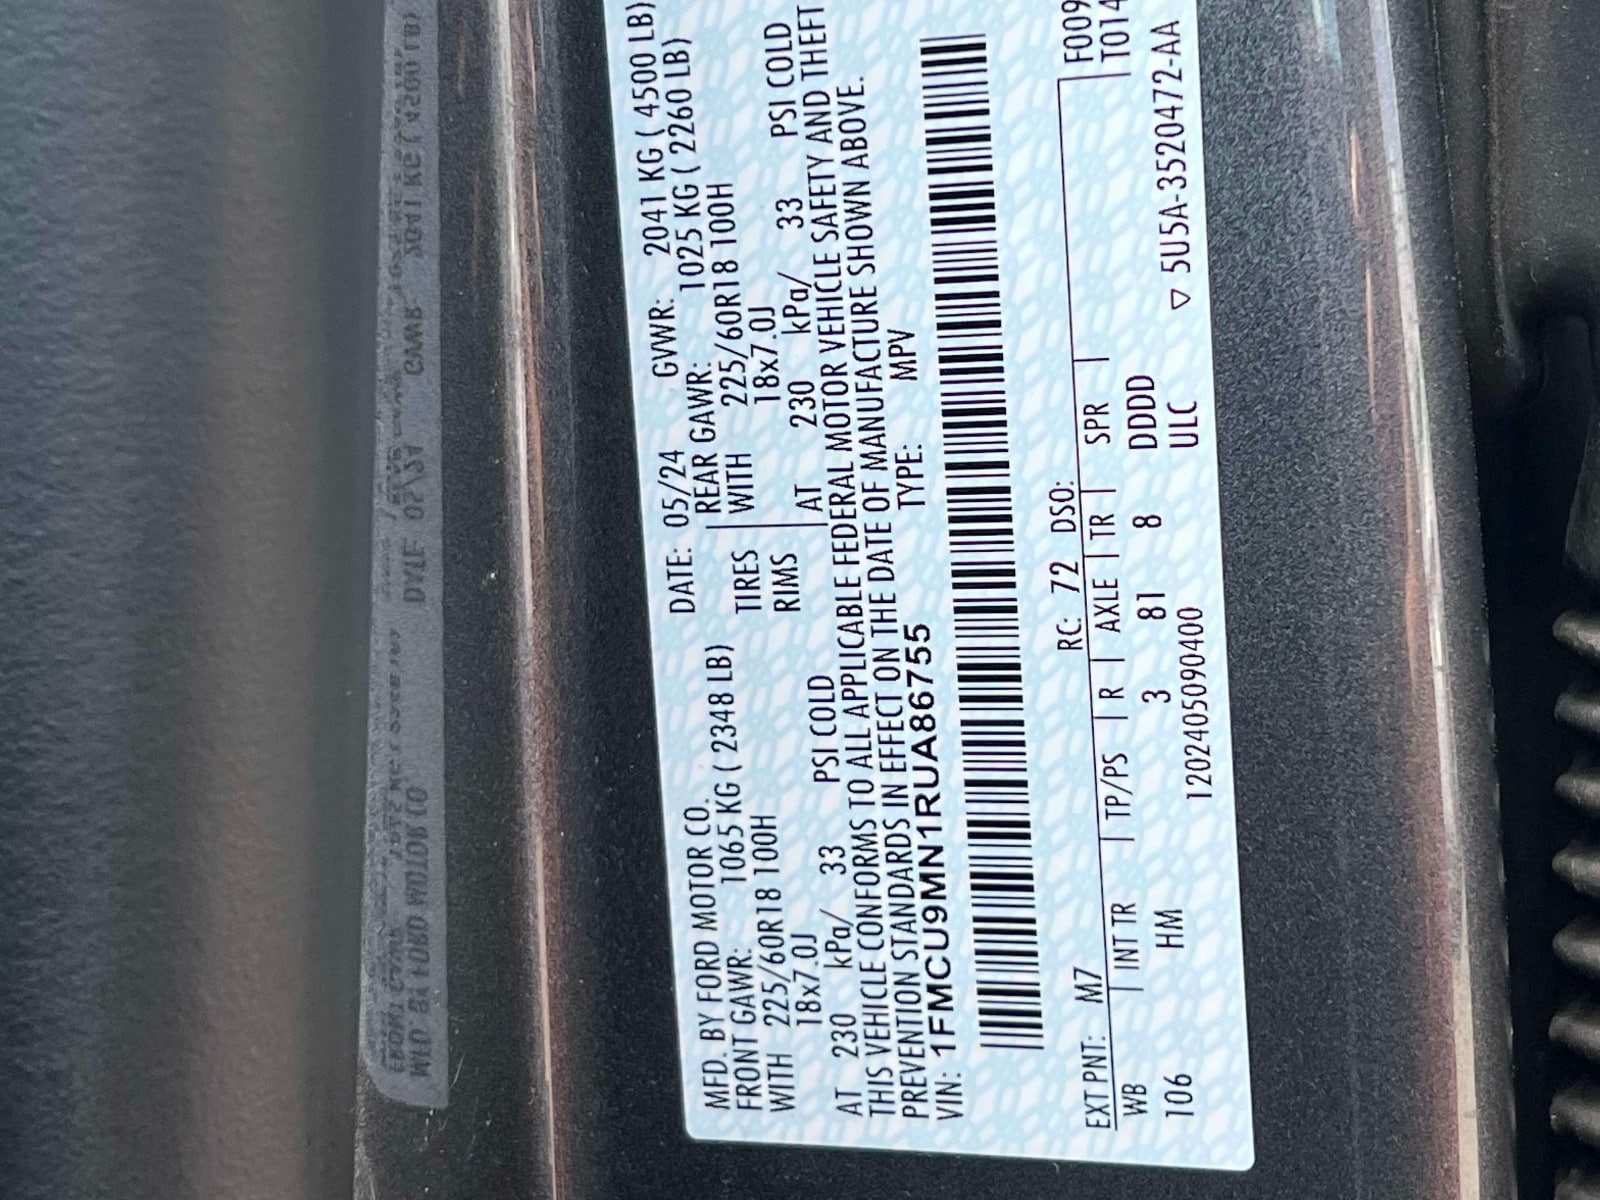 MFD. BY FORD MOTOR CO.
DATE: 05/24 GVWR: 2041 KG ( 4500 LB)
FRONT GAWR: 1065 KG ( 2348 LB) REAR GAWR: 1025 KG ( 2260 LB)
WITH 225/60R18 100H TIRES WITH 225/60R18 100H
18x7.0J RIMS 18x7.0J
AT 230 kPa/ 33 PSI COLD AT 230 kPa/ 33 PSI COLD
THIS VEHICLE CONFORMS TO ALL APPLICABLE FEDERAL MOTOR VEHICLE SAFETY AND THEFT
PREVENTION STANDARDS IN EFFECT ON THE DATE OF MANUFACTURE SHOWN ABOVE.
VIN: 1FMCU9MN1RUA86755 TYPE: MPV
EXT PNT: M7 RC: 72 DSO: F009
WB INT TR TP/PS R AXLE TR SPR T014
106 HM 3 81 8 DDDD
1202405090400 ULC ▽ 5U5A-3520472-AA